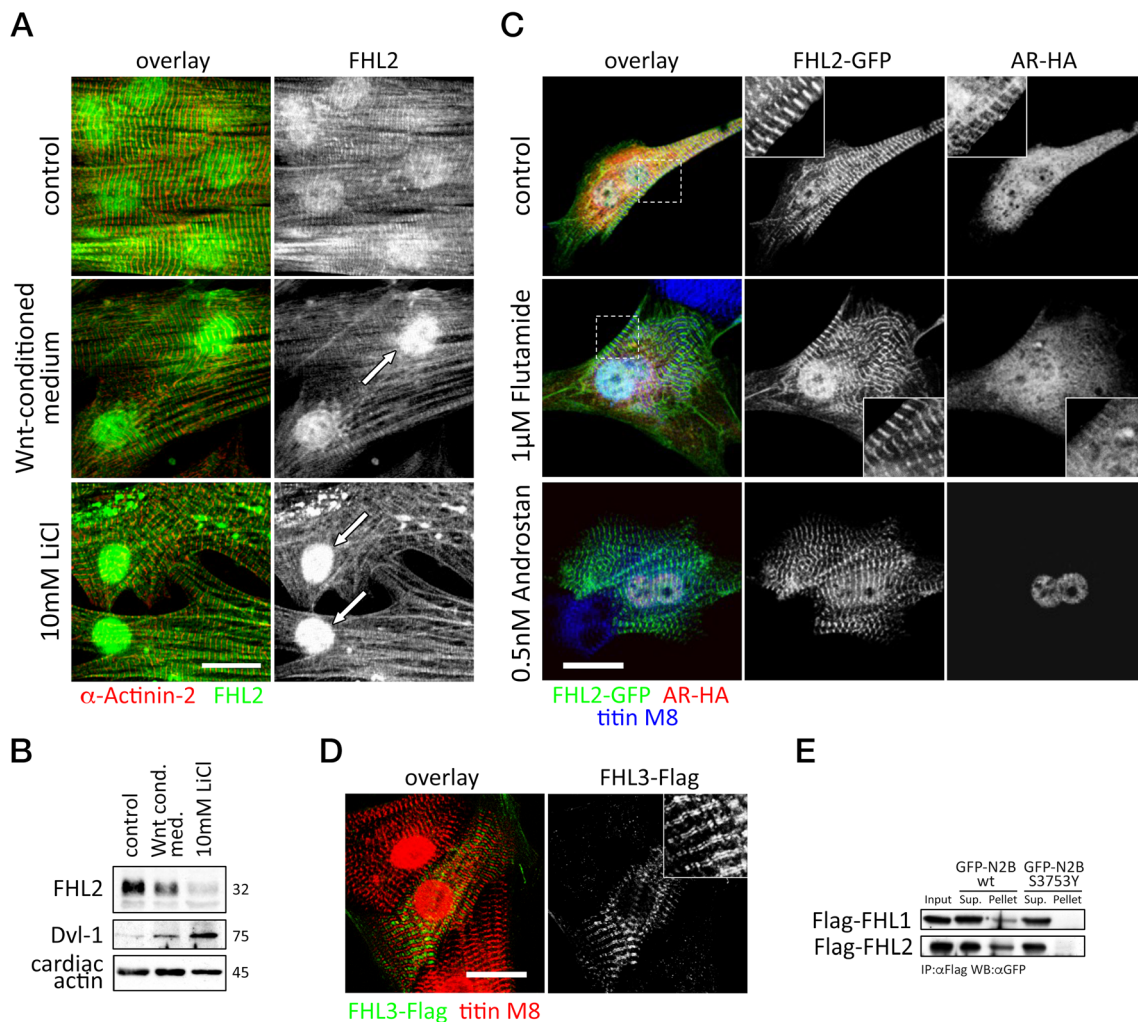 A
overlay
FHL2
control
Wnt-conditioned
medium
10mM LiCl
α-Actinin-2 FHL2
C
overlay
FHL2-GFP
AR-HA
control
1µM Flutamide
0.5nM Androstan
FHL2-GFP AR-HA
titin M8
B
control
Wnt cond.
med.
10mM LiCl
FHL2
32
Dvl-1
75
cardiac
actin
45
D
overlay
FHL3-Flag
FHL3-Flag titin M8
E
GFP-N2B
wt
GFP-N2B
S3753Y
Input Sup. Pellet Sup. Pellet
Flag-FHL1
Flag-FHL2
IP:αFlag WB:αGFP